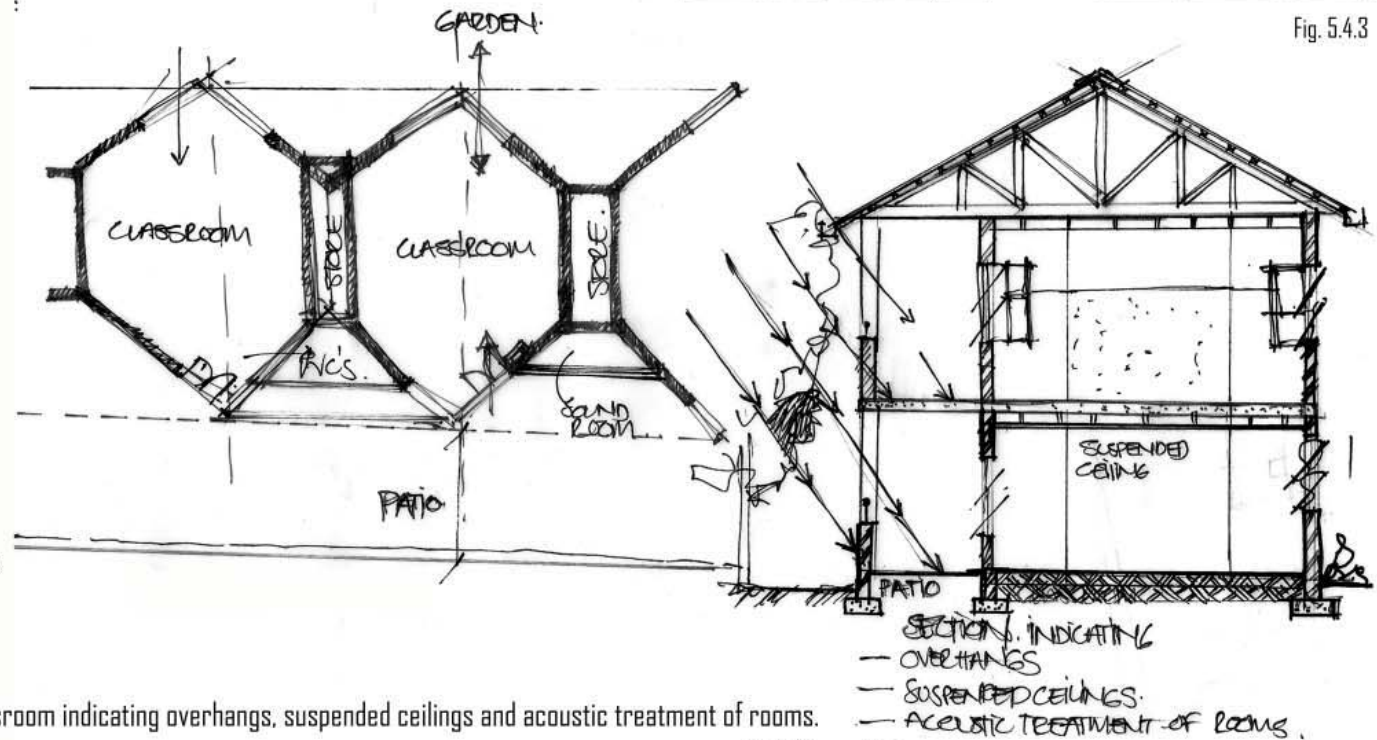 GARDEN.
Fig. 5.4.3
CLASSROOM
STORE
CLASSROOM
STORE.
SOUND
ROOM
PATIO
SUSPENDED
CEILING
PATIO
SECTION. INDICATING
— OVERHANGS
— SUSPENDED CEILINGS.
— ACOUSTIC TREATMENT OF ROOMS.
sroom indicating overhangs, suspended ceilings and acoustic treatment of rooms.